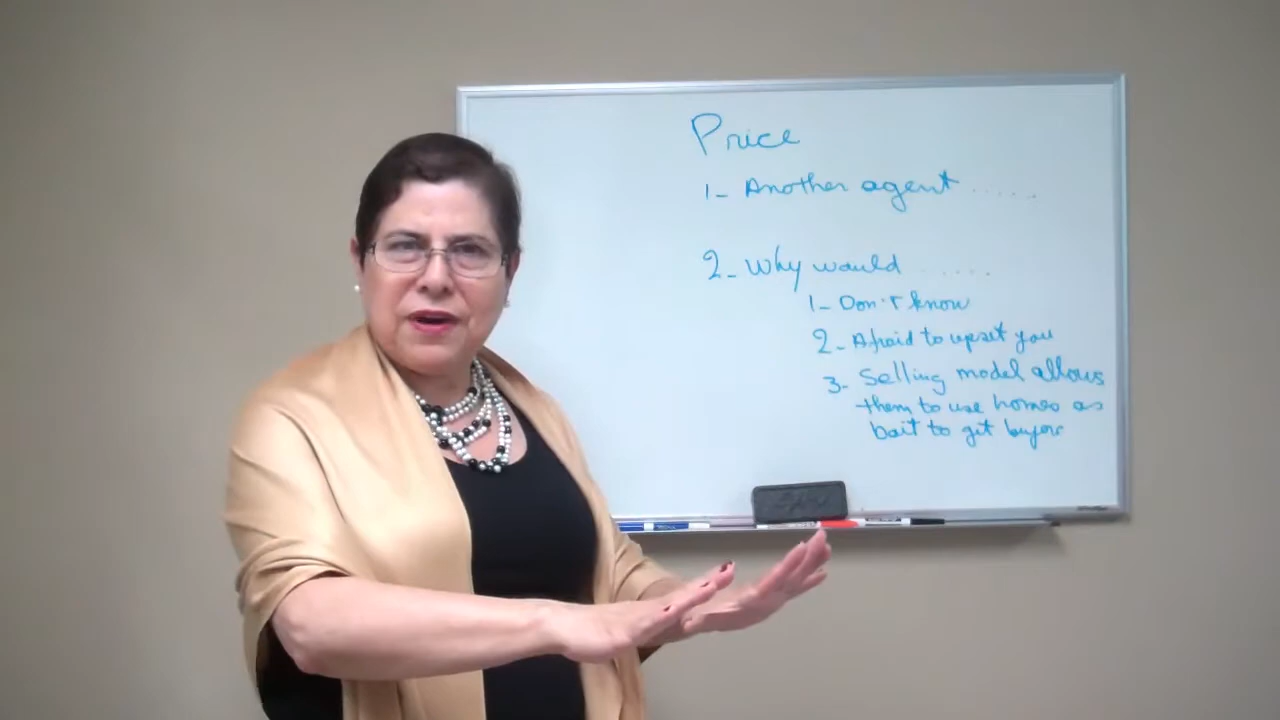 Price
1- Another agent .....
2- Why would .....
1- Don't know
2- Afraid to upset you
3- Selling model allows
them to use homes as
bait to get buyers